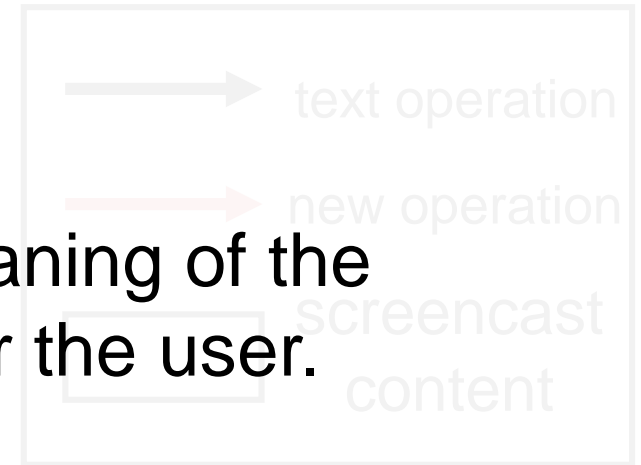 text operation
new operation
aning of the
screencast
r the user.
content